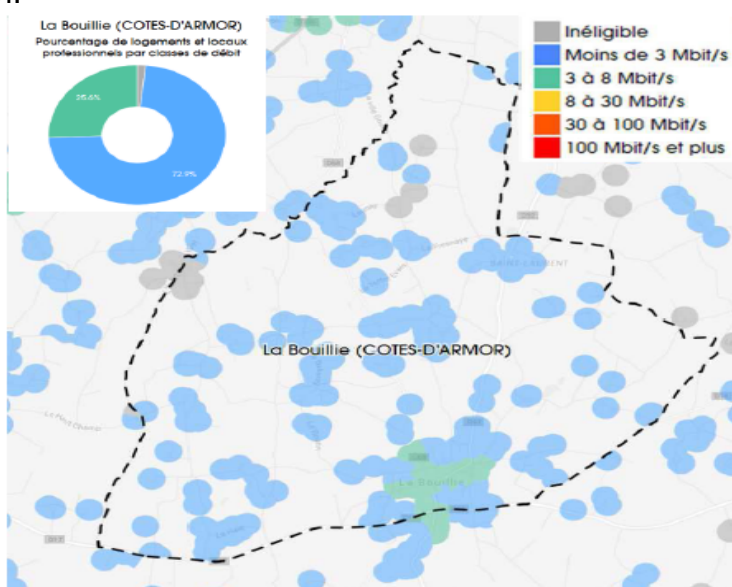 La Bouillie (COTES-D'ARMOR)
Pourcentage de logements et locaux
professionnels par classes de débit
25.6%
72.9%
Inéligible
Moins de 3 Mbit/s
3 à 8 Mbit/s
8 à 30 Mbit/s
30 à 100 Mbit/s
100 Mbit/s et plus
SAINT-LAURENT
La Bouillie (COTES-D'ARMOR)
La Bouillie